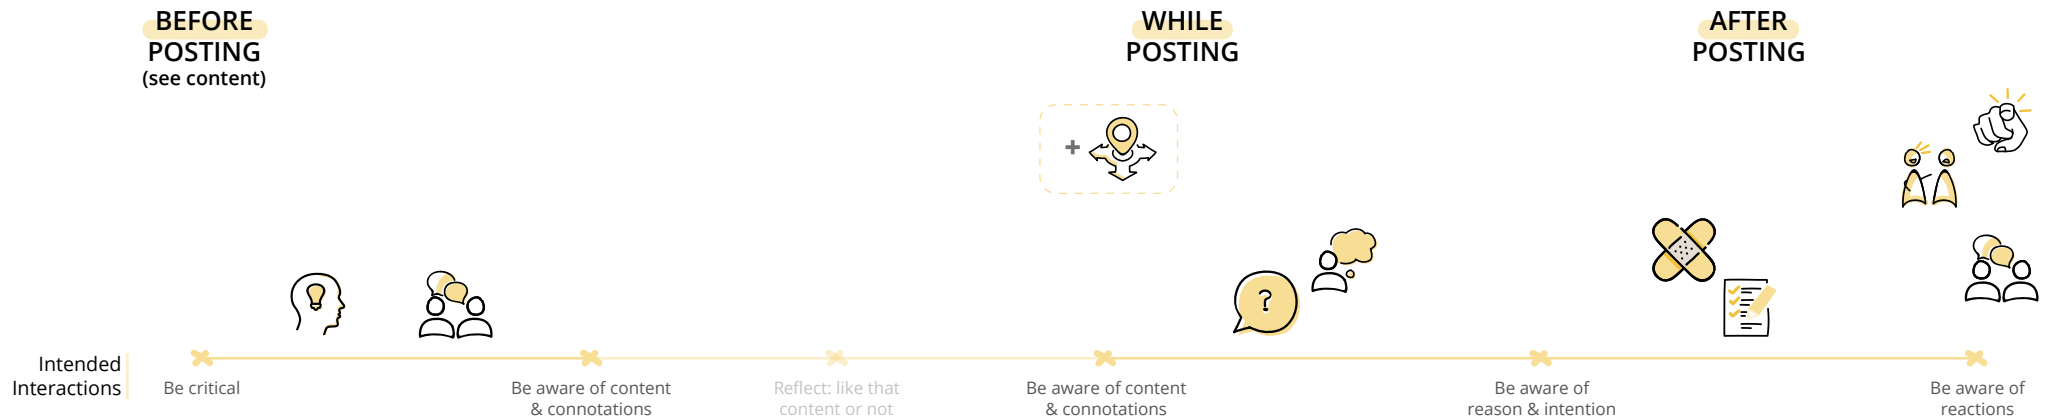 BEFORE
POSTING
(see content)
WHILE
POSTING
AFTER
POSTING
+
?
Intended
Interactions
Be critical
Be aware of content
& connotations
Reflect: like that
content or not
Be aware of content
& connotations
Be aware of
reason & intention
Be aware of
reactions